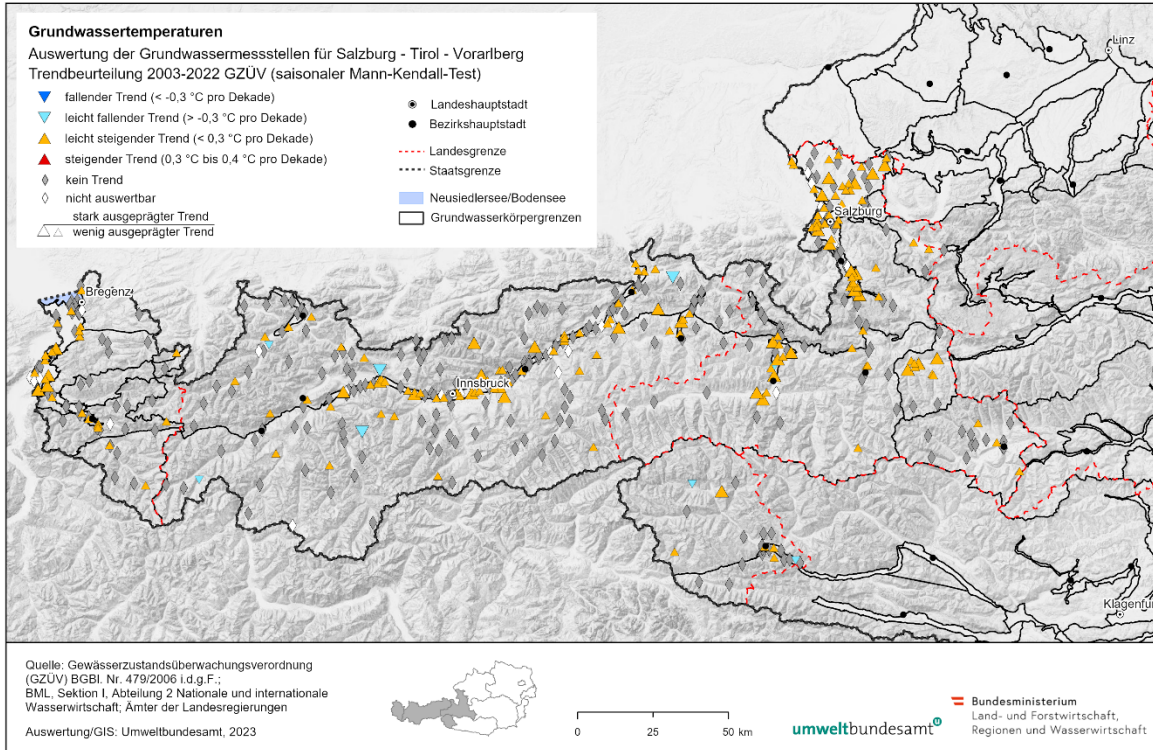 Grundwassertemperaturen
Auswertung der Grundwassermessstellen für Salzburg - Tirol - Vorarlberg
Trendbeurteilung 2003-2022 GZÜV (saisonaler Mann-Kendall-Test)
fallender Trend (< -0,3 °C pro Dekade)
leicht fallender Trend (> -0,3 °C pro Dekade)
leicht steigender Trend (< 0,3 °C pro Dekade)
steigender Trend (0,3 °C bis 0,4 °C pro Dekade)
kein Trend
nicht auswertbar
stark ausgeprägter Trend
wenig ausgeprägter Trend
Landeshauptstadt
Bezirkshauptstadt
Landesgrenze
Staatsgrenze
Neusiedlersee/Bodensee
Grundwasserkörpergrenzen
Linz
Salzburg
Bregenz
Innsbruck
Klagenfur
Quelle: Gewässerzustandsüberwachungsverordnung
(GZÜV) BGBl. Nr. 479/2006 i.d.g.F.;
BML, Sektion I, Abteilung 2 Nationale und internationale
Wasserwirtschaft; Ämter der Landesregierungen
Auswertung/GIS: Umweltbundesamt, 2023
0 25 50 km
umweltbundesamt
Bundesministerium
Land- und Forstwirtschaft,
Regionen und Wasserwirtschaft